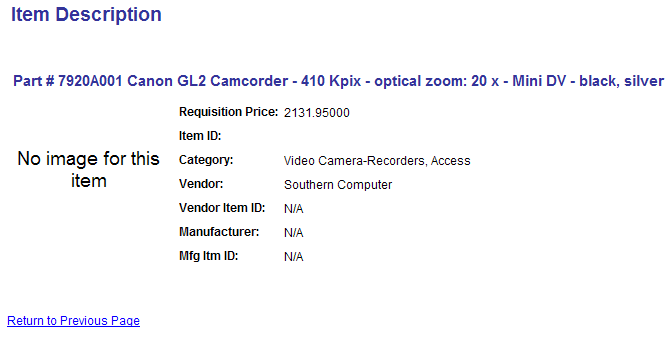 Item Description
Part # 7920A001 Canon GL2 Camcorder - 410 Kpix - optical zoom: 20 x - Mini DV - black, silver
No image for this
item
Requisition Price: 2131.95000
Item ID:
Category: Video Camera-Recorders, Access
Vendor: Southern Computer
Vendor Item ID: N/A
Manufacturer: N/A
Mfg Itm ID: N/A
Return to Previous Page